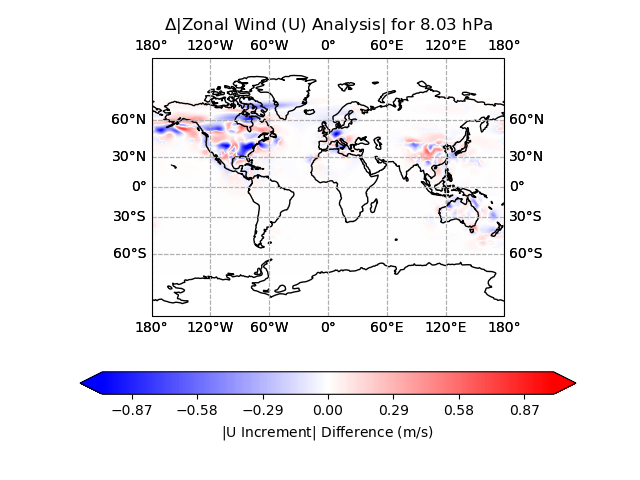 Δ|Zonal Wind (U) Analysis| for 8.03 hPa
180° 120°W 60°W 0° 60°E 120°E 180°
60°N 60°N
30°N 30°N
0° 0°
30°S 30°S
60°S 60°S
180° 120°W 60°W 0° 60°E 120°E 180°
−0.87 −0.58 −0.29 0.00 0.29 0.58 0.87
|U Increment| Difference (m/s)